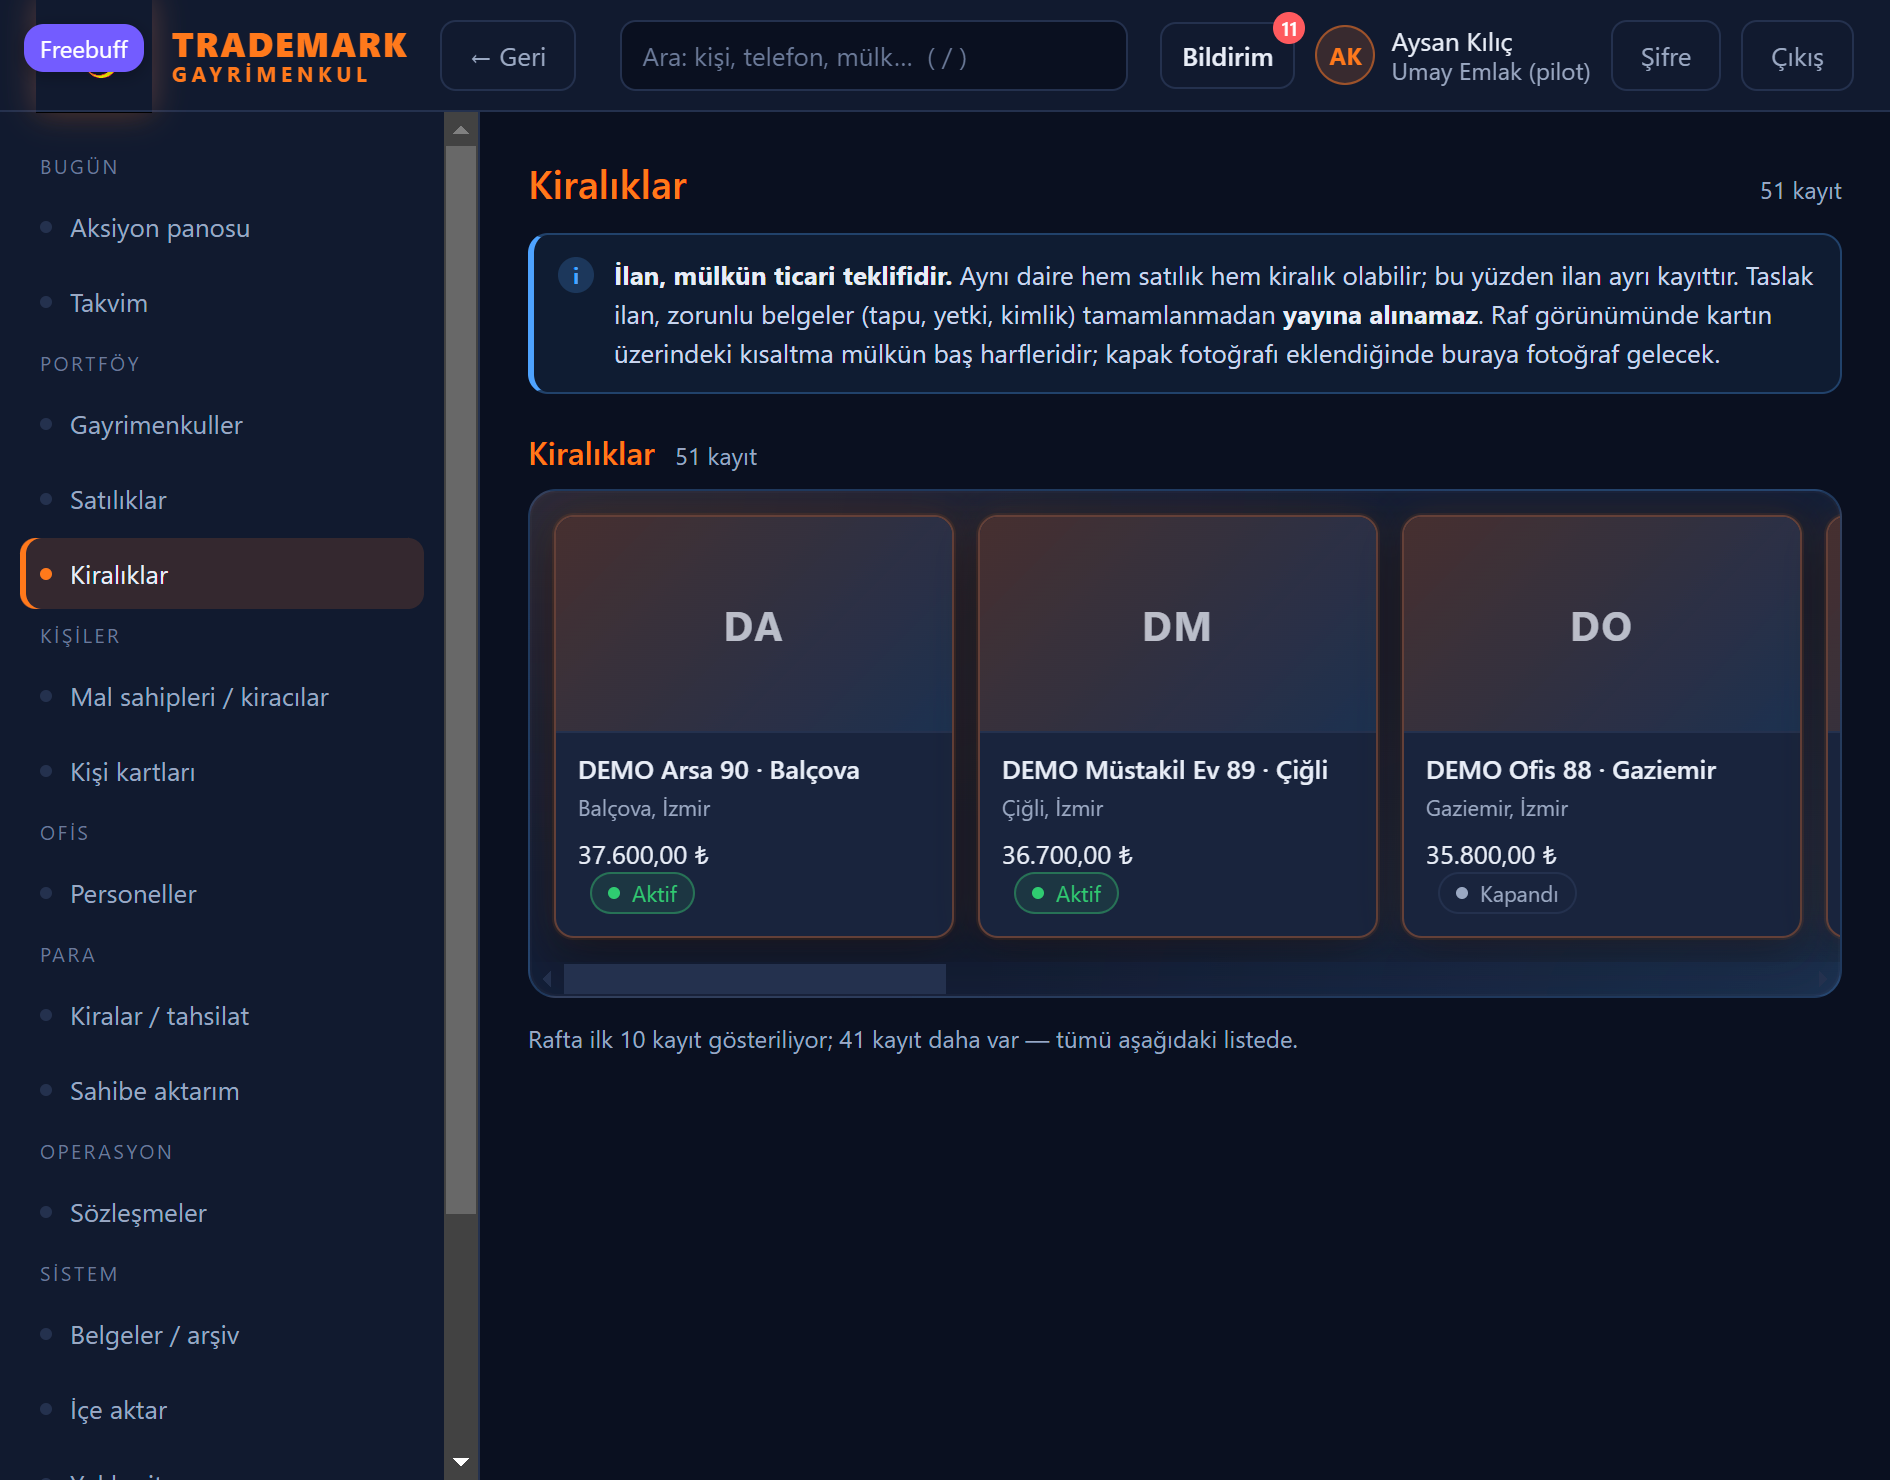 Freebuff
TRADEMARK
GAYRİMENKUL
← Geri
Ara: kişi, telefon, mülk... ( / )
Bildirim
11
AK
Aysan Kılıç
Umay Emlak (pilot)
Şifre
Çıkış
BUGÜN
Aksiyon panosu
Takvim
PORTFÖY
Gayrimenkuller
Satılıklar
Kiralıklar
KİŞİLER
Mal sahipleri / kiracılar
Kişi kartları
OFİS
Personeller
PARA
Kiralar / tahsilat
Sahibe aktarım
OPERASYON
Sözleşmeler
SİSTEM
Belgeler / arşiv
İçe aktar
Kiralıklar
51 kayıt
i
İlan, mülkün ticari teklifidir. Aynı daire hem satılık hem kiralık olabilir; bu yüzden ilan ayrı kayıttır. Taslak
ilan, zorunlu belgeler (tapu, yetki, kimlik) tamamlanmadan yayına alınamaz. Raf görünümünde kartın
üzerindeki kısaltma mülkün baş harfleridir; kapak fotoğrafı eklendiğinde buraya fotoğraf gelecek.
Kiralıklar 51 kayıt
DA
DEMO Arsa 90 · Balçova
Balçova, İzmir
37.600,00 ₺
Aktif
DM
DEMO Müstakil Ev 89 · Çiğli
Çiğli, İzmir
36.700,00 ₺
Aktif
DO
DEMO Ofis 88 · Gaziemir
Gaziemir, İzmir
35.800,00 ₺
Kapandı
Rafta ilk 10 kayıt gösteriliyor; 41 kayıt daha var — tümü aşağıdaki listede.